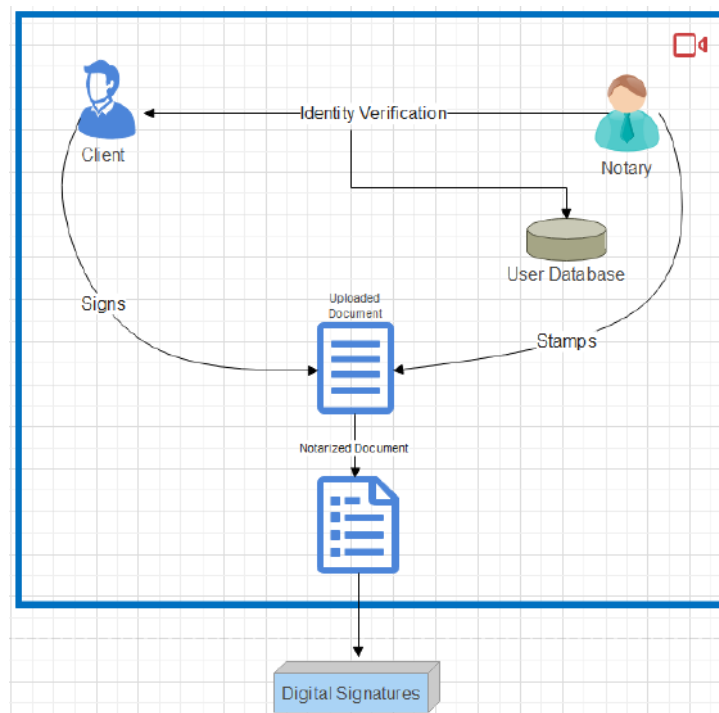 Identity Verification
Client
Notary
User Database
Signs
Uploaded
Document
Stamps
Notarized Document
Digital Signatures